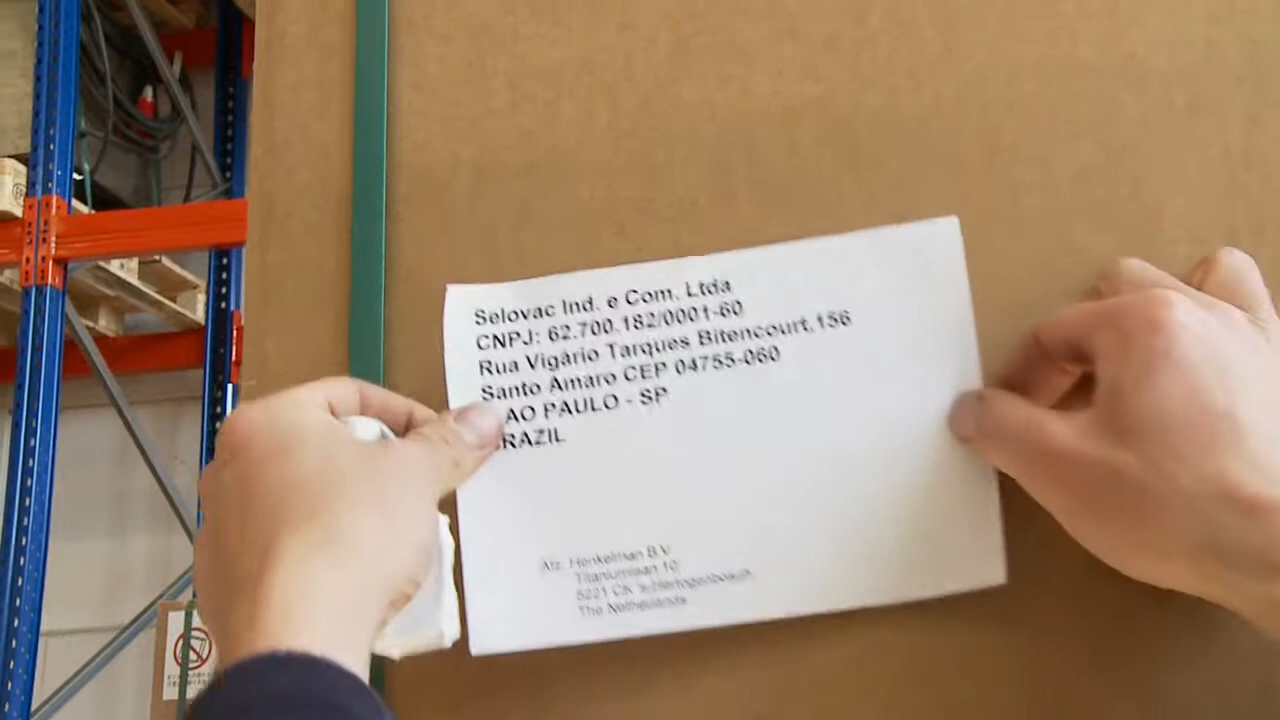 Selovac Ind. e Com. Ltda
CNPJ: 62.700.182/0001-60
Rua Vigário Tarques Bitencourt,156
Santo Amaro CEP 04755-060
AO PAULO - SP
RAZIL
Afz. Henkelman B.V.
Titaniumlaan 10
5221 CK 's-Hertogenbosch
The Netherlands